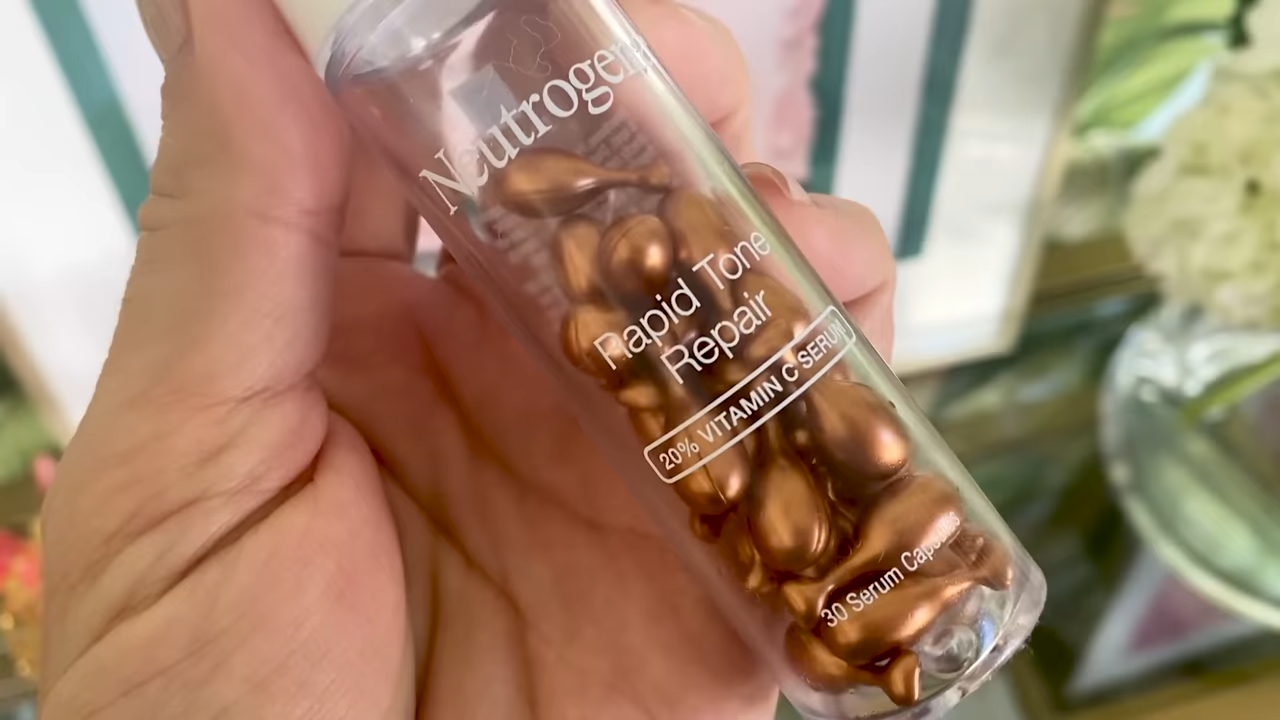 Neutrogena
Rapid Tone
Repair
20% VITAMIN C SERUM
30 Serum Capsules